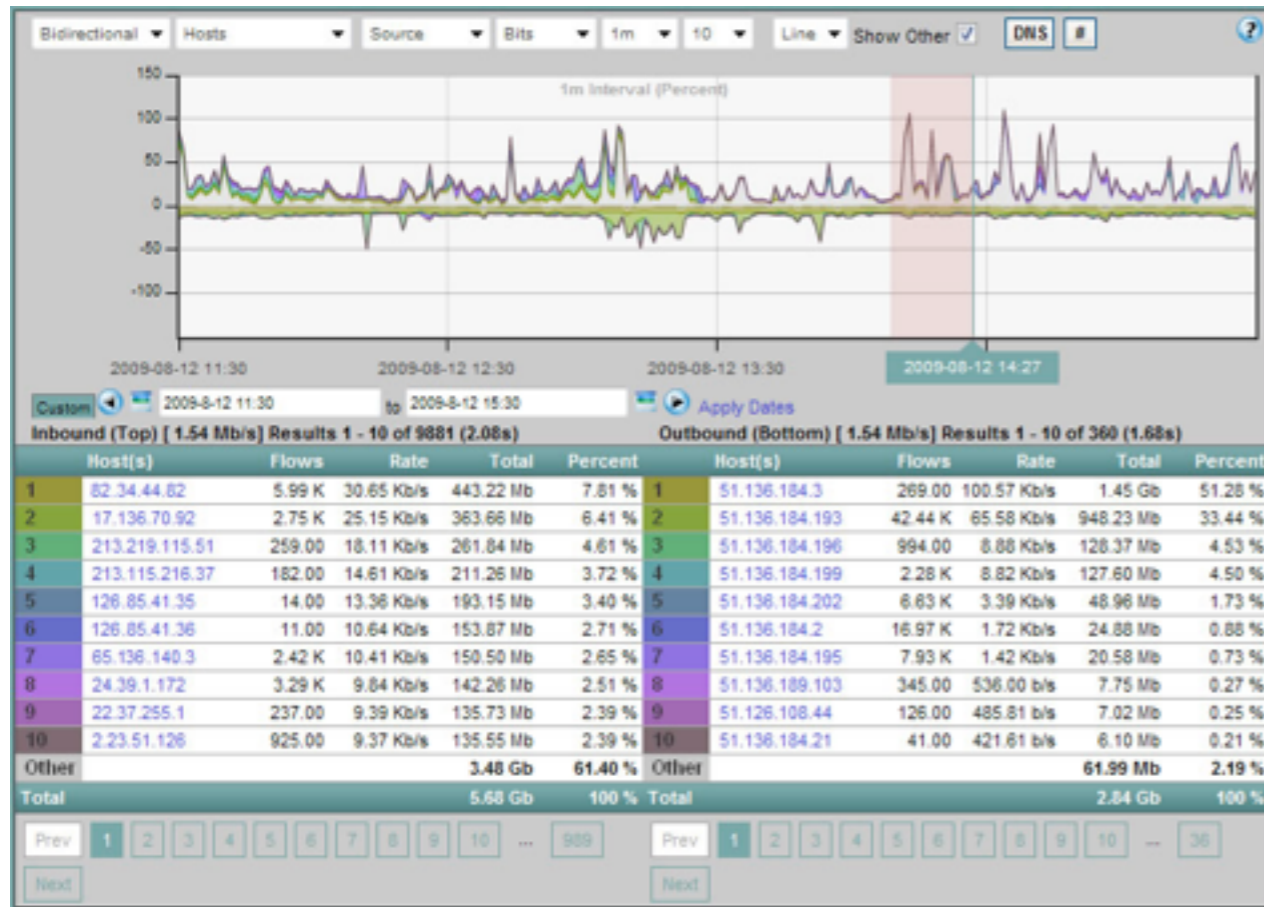 Bidirectional Hosts Source Bits 1m 10 Line Show Other DNS # ?
1m Interval (Percent)
150
100
50
0
-50
-100
2009-08-12 11:30 2009-08-12 12:30 2009-08-12 13:30 2009-08-12 14:27
Custom 2009-8-12 11:30 to 2009-8-12 15:30 Apply Dates
Inbound (Top) [ 1.54 Mb/s] Results 1 - 10 of 9881 (2.08s) Outbound (Bottom) [ 1.54 Mb/s] Results 1 - 10 of 360 (1.68s)
Host(s) Flows Rate Total Percent Host(s) Flows Rate Total Percent
1 82.34.44.82 5.99 K 30.65 Kb/s 443.22 Mb 7.81 % 1 51.136.184.3 269.00 100.57 Kb/s 1.45 Gb 51.28 %
2 17.136.70.92 2.75 K 25.15 Kb/s 363.66 Mb 6.41 % 2 51.136.184.193 42.44 K 65.58 Kb/s 948.23 Mb 33.44 %
3 213.219.115.51 259.00 18.11 Kb/s 261.84 Mb 4.61 % 3 51.136.184.196 994.00 8.88 Kb/s 128.37 Mb 4.53 %
4 213.115.216.37 182.00 14.61 Kb/s 211.26 Mb 3.72 % 4 51.136.184.199 2.28 K 8.82 Kb/s 127.60 Mb 4.50 %
5 126.85.41.35 14.00 13.36 Kb/s 193.15 Mb 3.40 % 5 51.136.184.202 6.63 K 3.39 Kb/s 48.96 Mb 1.73 %
6 126.85.41.36 11.00 10.64 Kb/s 153.87 Mb 2.71 % 6 51.136.184.2 16.97 K 1.72 Kb/s 24.88 Mb 0.88 %
7 65.136.140.3 2.42 K 10.41 Kb/s 150.50 Mb 2.65 % 7 51.136.184.195 7.93 K 1.42 Kb/s 20.58 Mb 0.73 %
8 24.39.1.172 3.29 K 9.84 Kb/s 142.26 Mb 2.51 % 8 51.136.189.103 345.00 536.00 b/s 7.75 Mb 0.27 %
9 22.37.255.1 237.00 9.39 Kb/s 135.73 Mb 2.39 % 9 51.126.108.44 126.00 485.81 b/s 7.02 Mb 0.25 %
10 2.23.51.126 925.00 9.37 Kb/s 135.55 Mb 2.39 % 10 51.136.184.21 41.00 421.61 b/s 6.10 Mb 0.21 %
Other 3.48 Gb 61.40 % Other 61.99 Mb 2.19 %
Total 5.68 Gb 100 % Total 2.84 Gb 100 %
Prev 1 2 3 4 5 6 7 8 9 10 ... 989 Prev 1 2 3 4 5 6 7 8 9 10 ... 36
Next Next